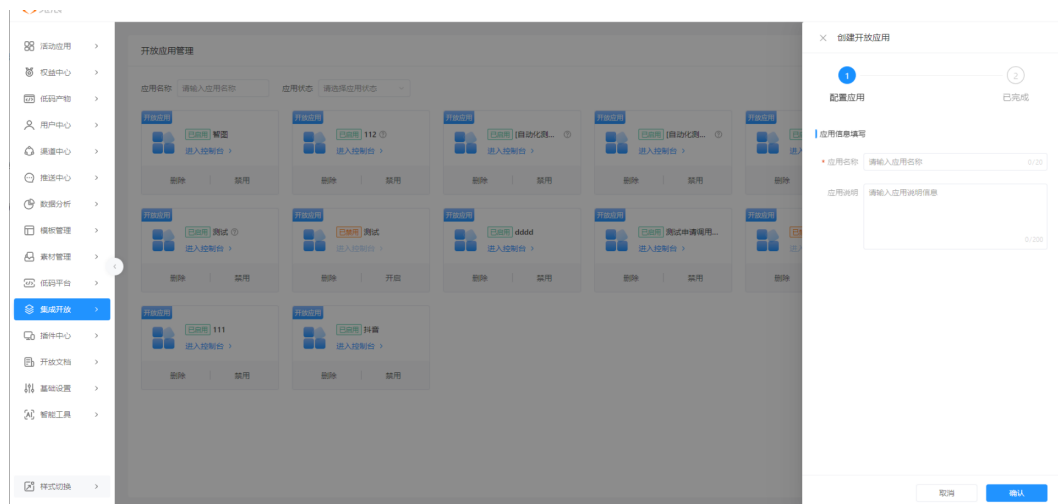 活动应用
权益中心
低码产物
用户中心
渠道中心
推送中心
数据分析
模板管理
素材管理
低码平台
集成开放
插件中心
开放文档
基础设置
智能工具
样式切换
开放应用管理
应用名称 请输入应用名称 应用状态 请选择应用状态
开放应用 开放应用 开放应用 开放应用 开放应用
已启用 智图 已启用 112 已启用 [自动化测... 已启用 [自动化测...
进入控制台 进入控制台 进入控制台 进入控制台
删除 禁用 删除 禁用 删除 禁用 删除 禁用 删除
开放应用 开放应用 开放应用 开放应用 开放应用
已启用 测试 已禁用 测试 已启用 dddd 已启用 测试申请调用...
进入控制台 进入控制台 进入控制台 进入控制台
删除 禁用 删除 开启 删除 禁用 删除 禁用 删除
开放应用 开放应用
已启用 111 已启用 抖音
进入控制台 进入控制台
删除 禁用 删除 禁用
创建开放应用
1 2
配置应用 已完成
应用信息填写
* 应用名称 请输入应用名称 0/20
应用说明 请输入应用说明信息
0/200
取消 确认